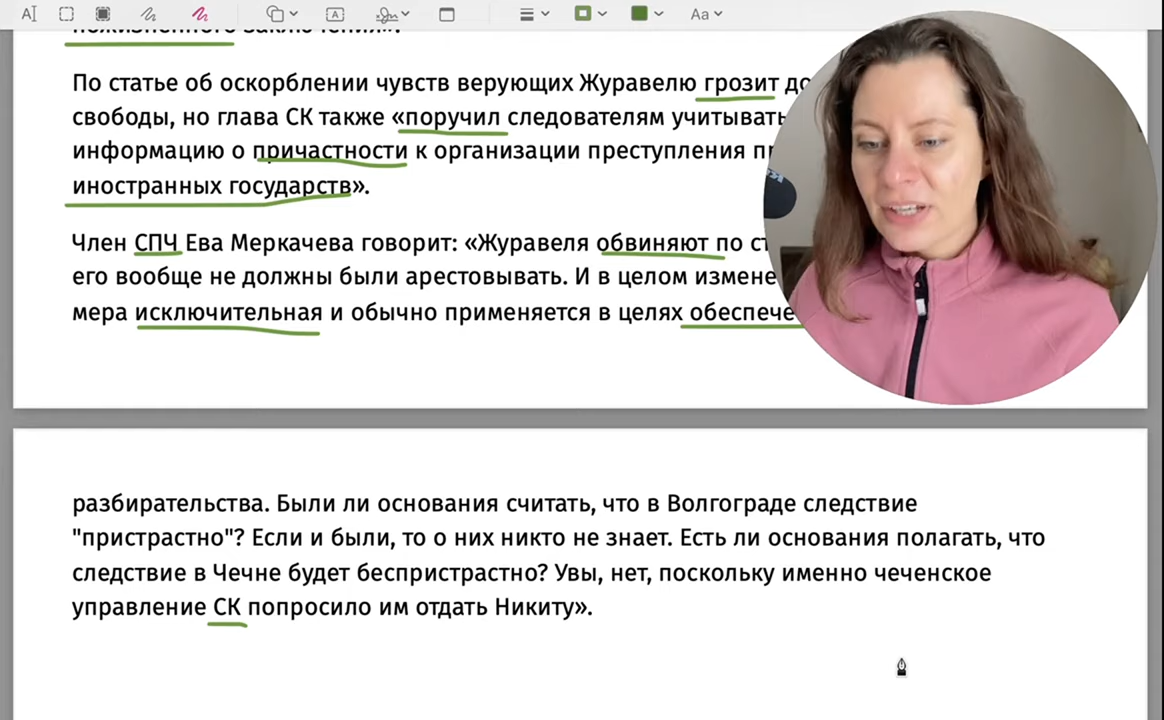 Aa
пожизненного заключения».
По статье об оскорблении чувств верующих Журавелю грозит до
свободы, но глава СК также «поручил следователям учитывать
информацию о причастности к организации преступления
иностранных государств».
Член СПЧ Ева Меркачева говорит: «Журавеля обвиняют по
его вообще не должны были арестовывать. И в целом
мера исключительная и обычно применяется в целях
разбирательства. Были ли основания считать, что в Волгограде следствие
"пристрастно"? Если и были, то о них никто не знает. Есть ли основания полагать, что
следствие в Чечне будет беспристрастно? Увы, нет, поскольку именно чеченское
управление СК попросило им отдать Никиту».